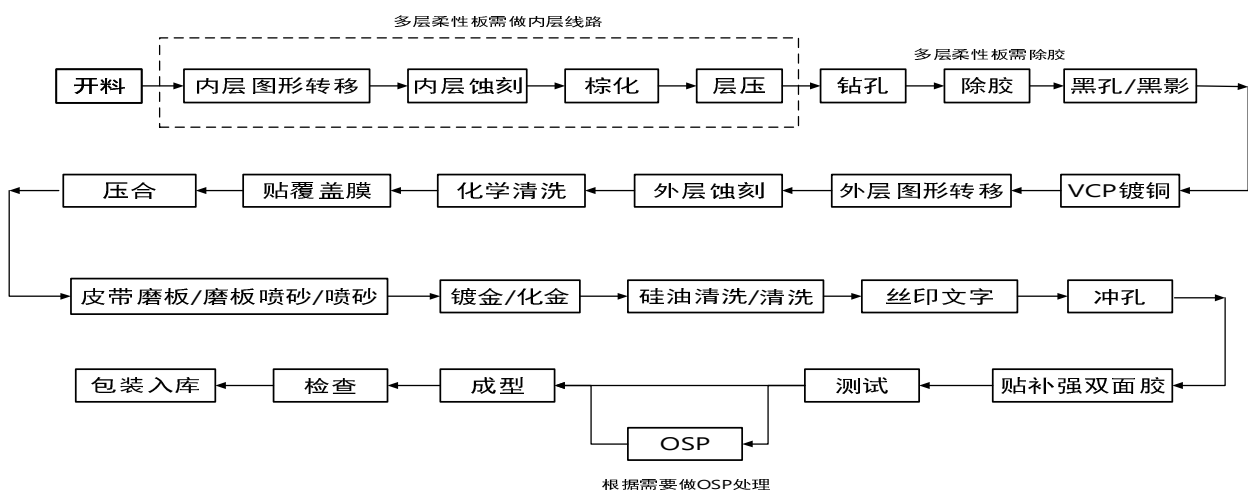 多层柔性板需做内层线路
多层柔性板需除胶
开料
内层图形转移
内层蚀刻
棕化
层压
钻孔
除胶
黑孔/黑影
压合
贴覆盖膜
化学清洗
外层蚀刻
外层图形转移
VCP镀铜
皮带磨板/磨板喷砂/喷砂
镀金/化金
硅油清洗/清洗
丝印文字
冲孔
包装入库
检查
成型
测试
贴补强双面胶
OSP
根据需要做OSP处理